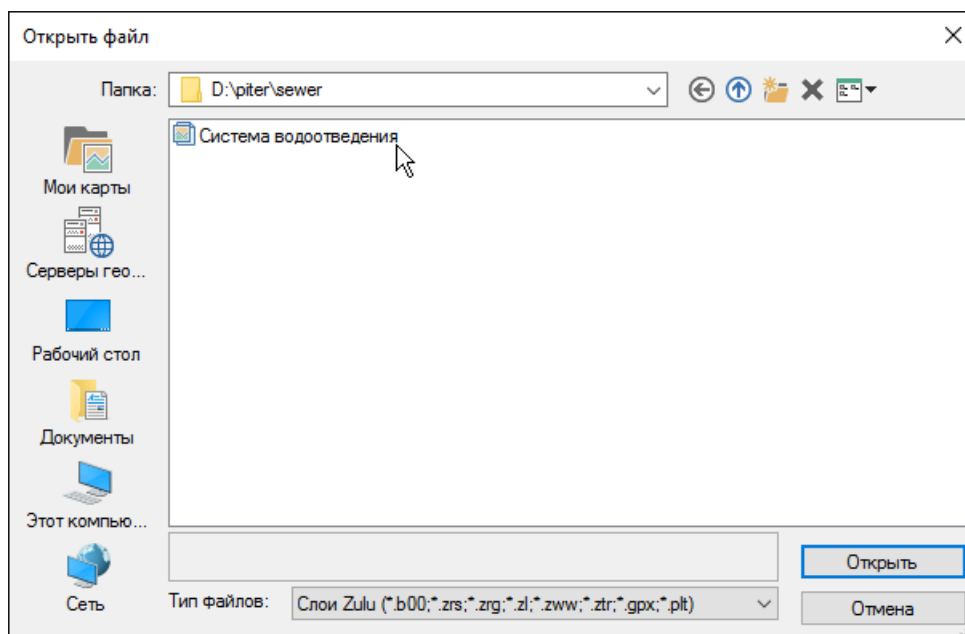 Открыть файл
Папка: D:\piter\sewer
Система водоотведения
Мои карты
Серверы гео...
Рабочий стол
Документы
Этот компью...
Сеть
Открыть
Тип файлов: Слои Zulu (*.b00;*.zrs;*.zrg;*.zl;*.zww;*.ztr;*.gpx;*.plt)
Отмена